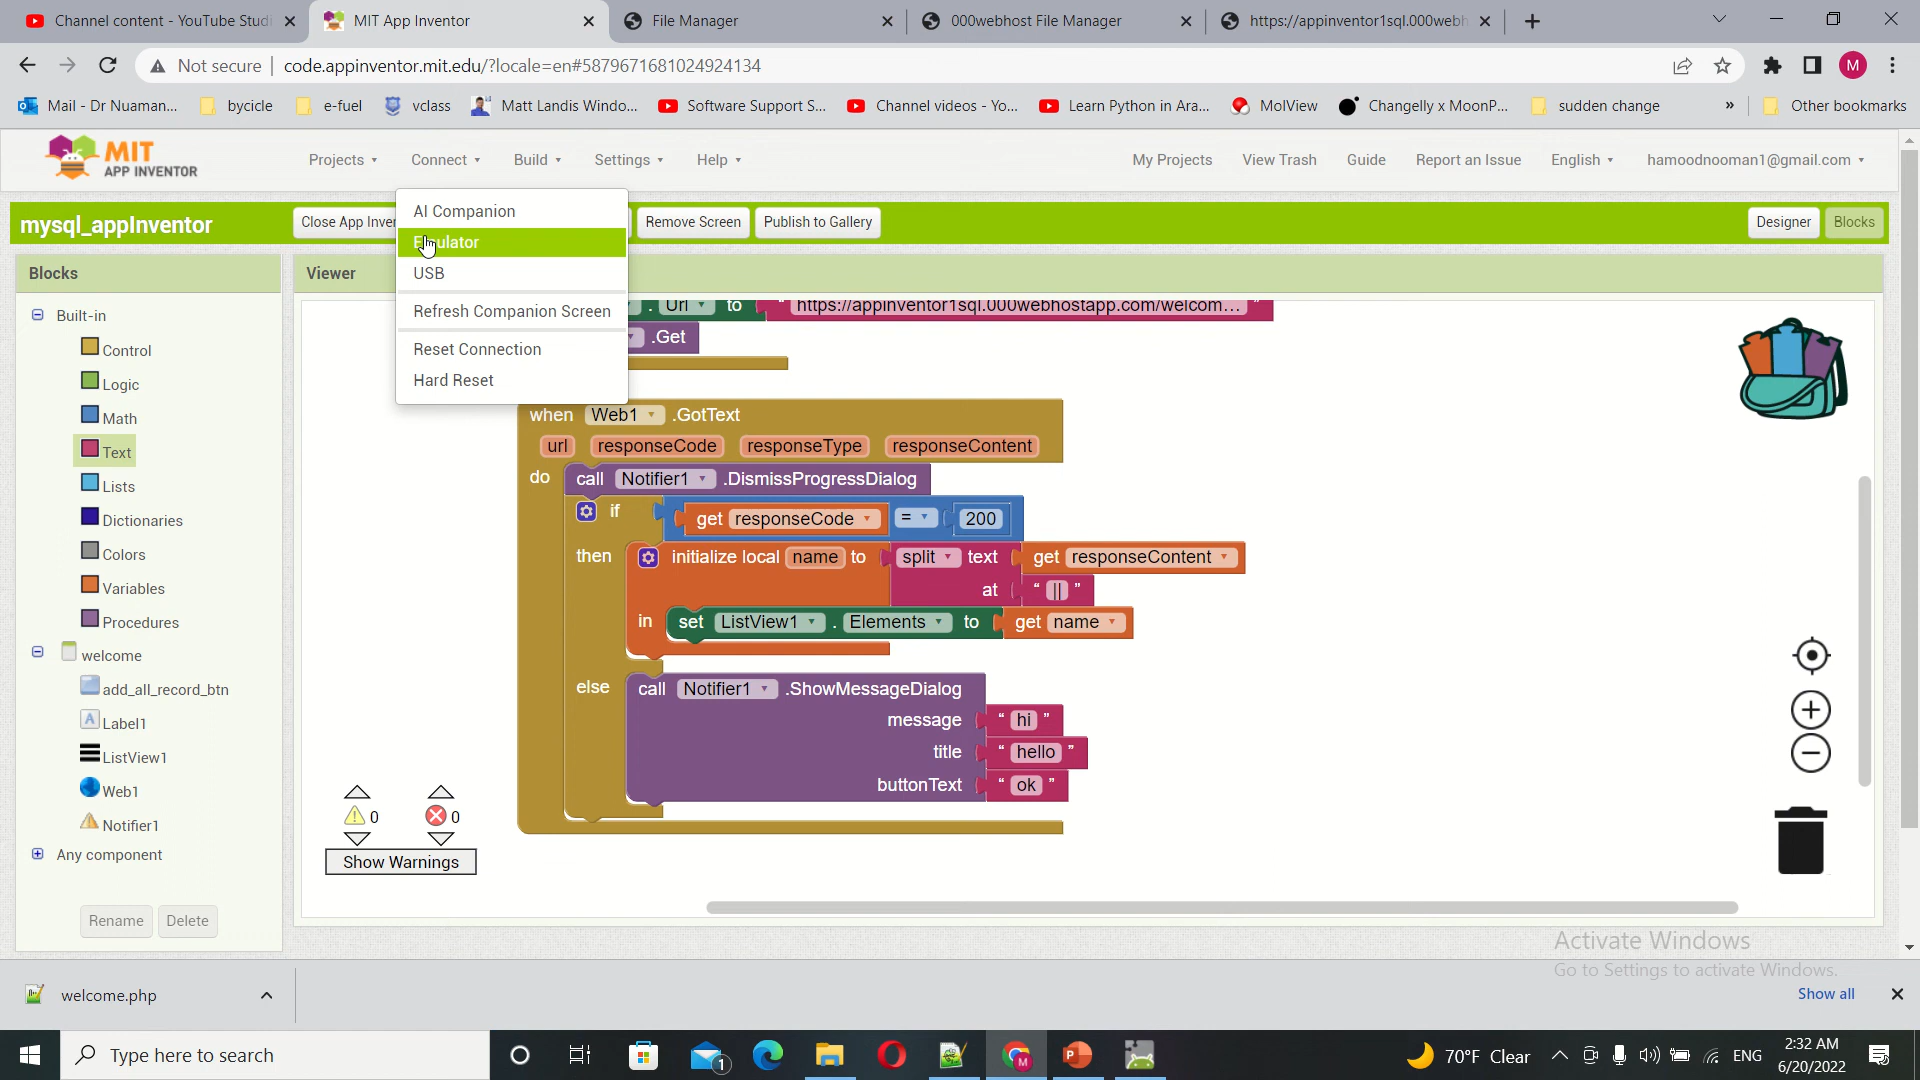 Channel content - YouTube Studi
MIT App Inventor
File Manager
000webhost File Manager
https://appinventor1sql.000webh
Not secure
code.appinventor.mit.edu/?locale=en#5879671681024924134
M
Mail - Dr Nuaman...
bycicle
e-fuel
vclass
Matt Landis Windo...
Software Support S...
Channel videos - Yo...
Learn Python in Ara...
MolView
Changelly x MoonP...
sudden change
»
Other bookmarks
MIT
APP INVENTOR
Projects
Connect
Build
Settings
Help
My Projects
View Trash
Guide
Report an Issue
English
hamoodnooman1@gmail.com
mysql_appInventor
Close App Inver
Remove Screen
Publish to Gallery
Designer
Blocks
AI Companion
Emulator
USB
Refresh Companion Screen
Reset Connection
Hard Reset
Blocks
Viewer
Built-in
Control
Logic
Math
Text
Lists
Dictionaries
Colors
Variables
Procedures
welcome
add_all_record_btn
Label1
ListView1
Web1
Notifier1
Any component
Rename
Delete
. Url to “ https://appinventor1sql.000webhostapp.com/welcom... ”
.Get
when Web1 .GotText
url responseCode responseType responseContent
do call Notifier1 .DismissProgressDialog
if get responseCode = 200
then initialize local name to split text get responseContent
at “ || ”
in set ListView1 . Elements to get name
else call Notifier1 .ShowMessageDialog
message “ hi ”
title “ hello ”
buttonText “ ok ”
0
0
Show Warnings
Activate Windows
Go to Settings to activate Windows.
welcome.php
Show all
Type here to search
1
M
70°F Clear
ENG
2:32 AM
6/20/2022